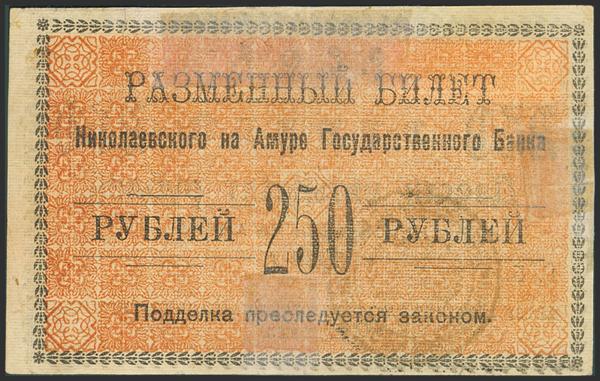 РАЗМЕННЫЙ БИЛЕТ
Николаевского на Амуре Государственного Банка
РУБЛЕЙ 250 РУБЛЕЙ
Подделка преследуется законом.